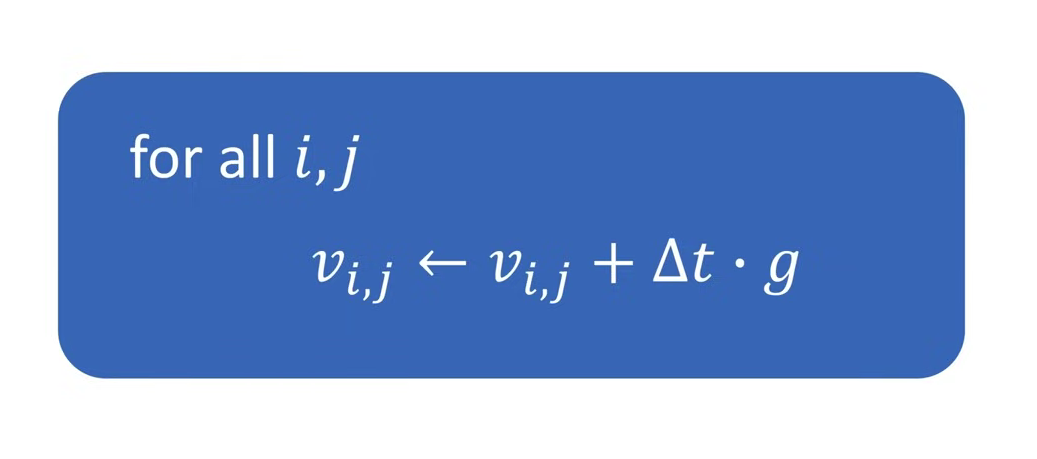 for all i, j
v_{i,j} ← v_{i,j} + Δt · g